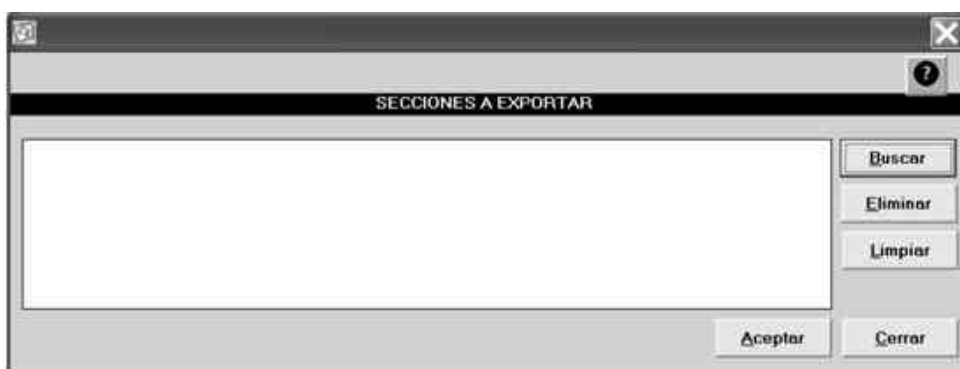 ?
SECCIONES A EXPORTAR
Buscar
Eliminar
Limpiar
Aceptar Cerrar